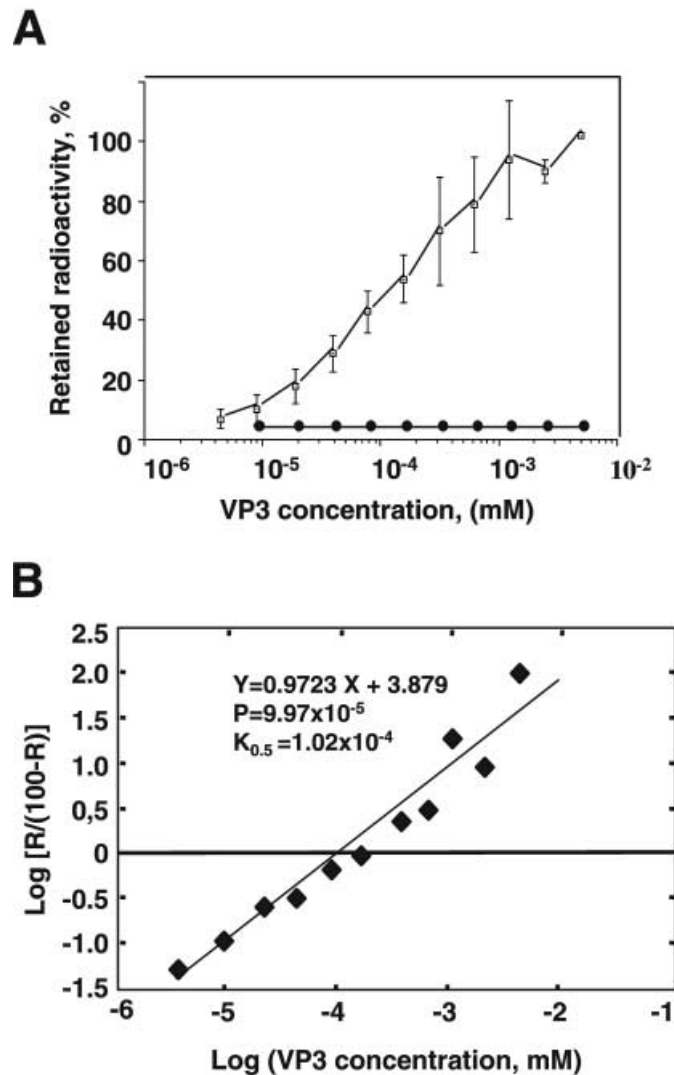 A
Retained radioactivity, %
100
80
60
40
20
0
10⁻⁶ 10⁻⁵ 10⁻⁴ 10⁻³ 10⁻²
VP3 concentration, (mM)
B
Log [R/(100-R)]
2.5
2.0
1.5
1.0
0,5
0
-0.5
-1.0
-1.5
Y=0.9723 X + 3.879
P=9.97x10⁻⁵
K₀.₅ =1.02x10⁻⁴
-6 -5 -4 -3 -2 -1
Log (VP3 concentration, mM)